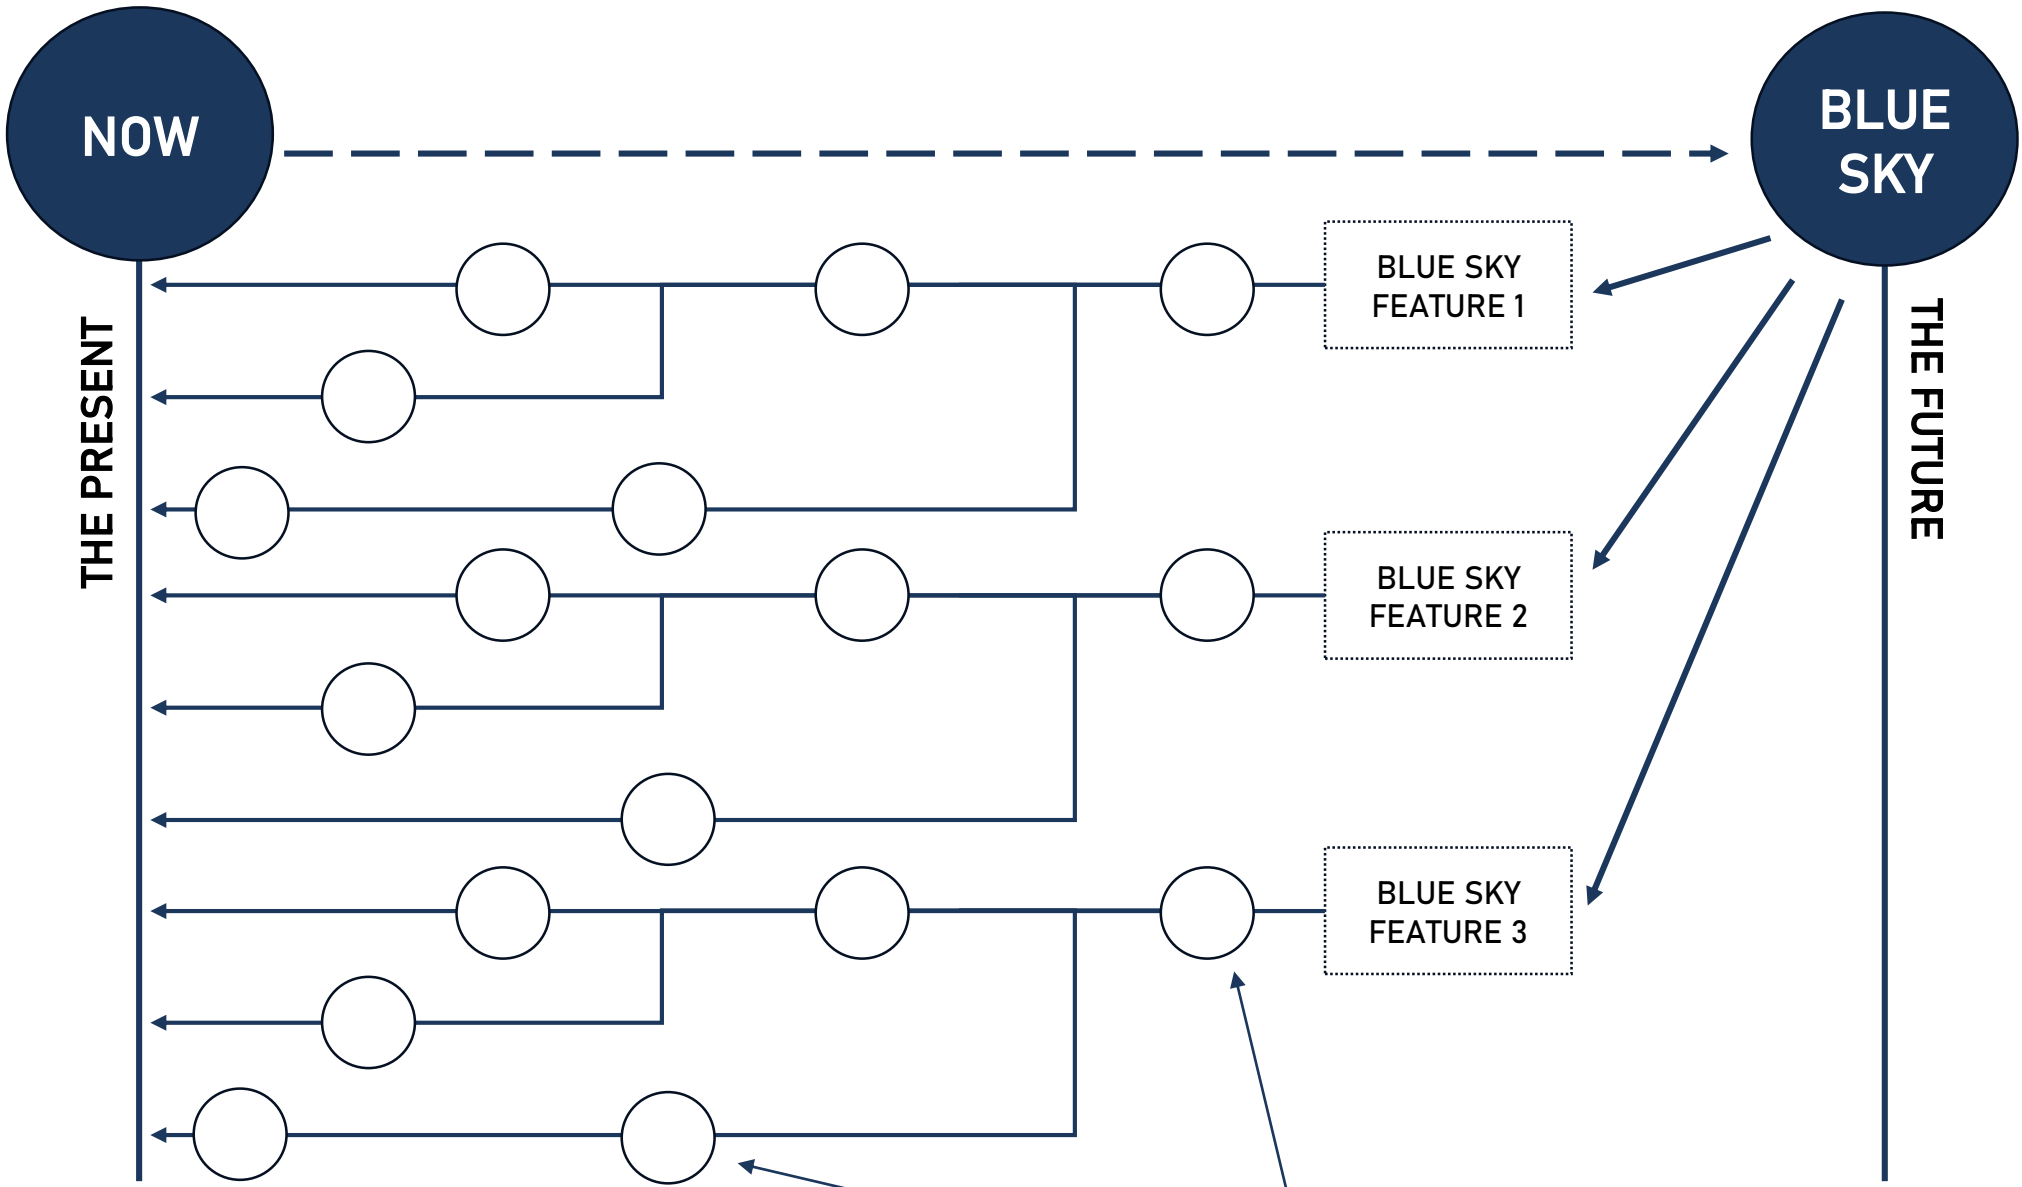 NOW
BLUE
SKY
THE PRESENT
THE FUTURE
BLUE SKY
FEATURE 1
BLUE SKY
FEATURE 2
BLUE SKY
FEATURE 3